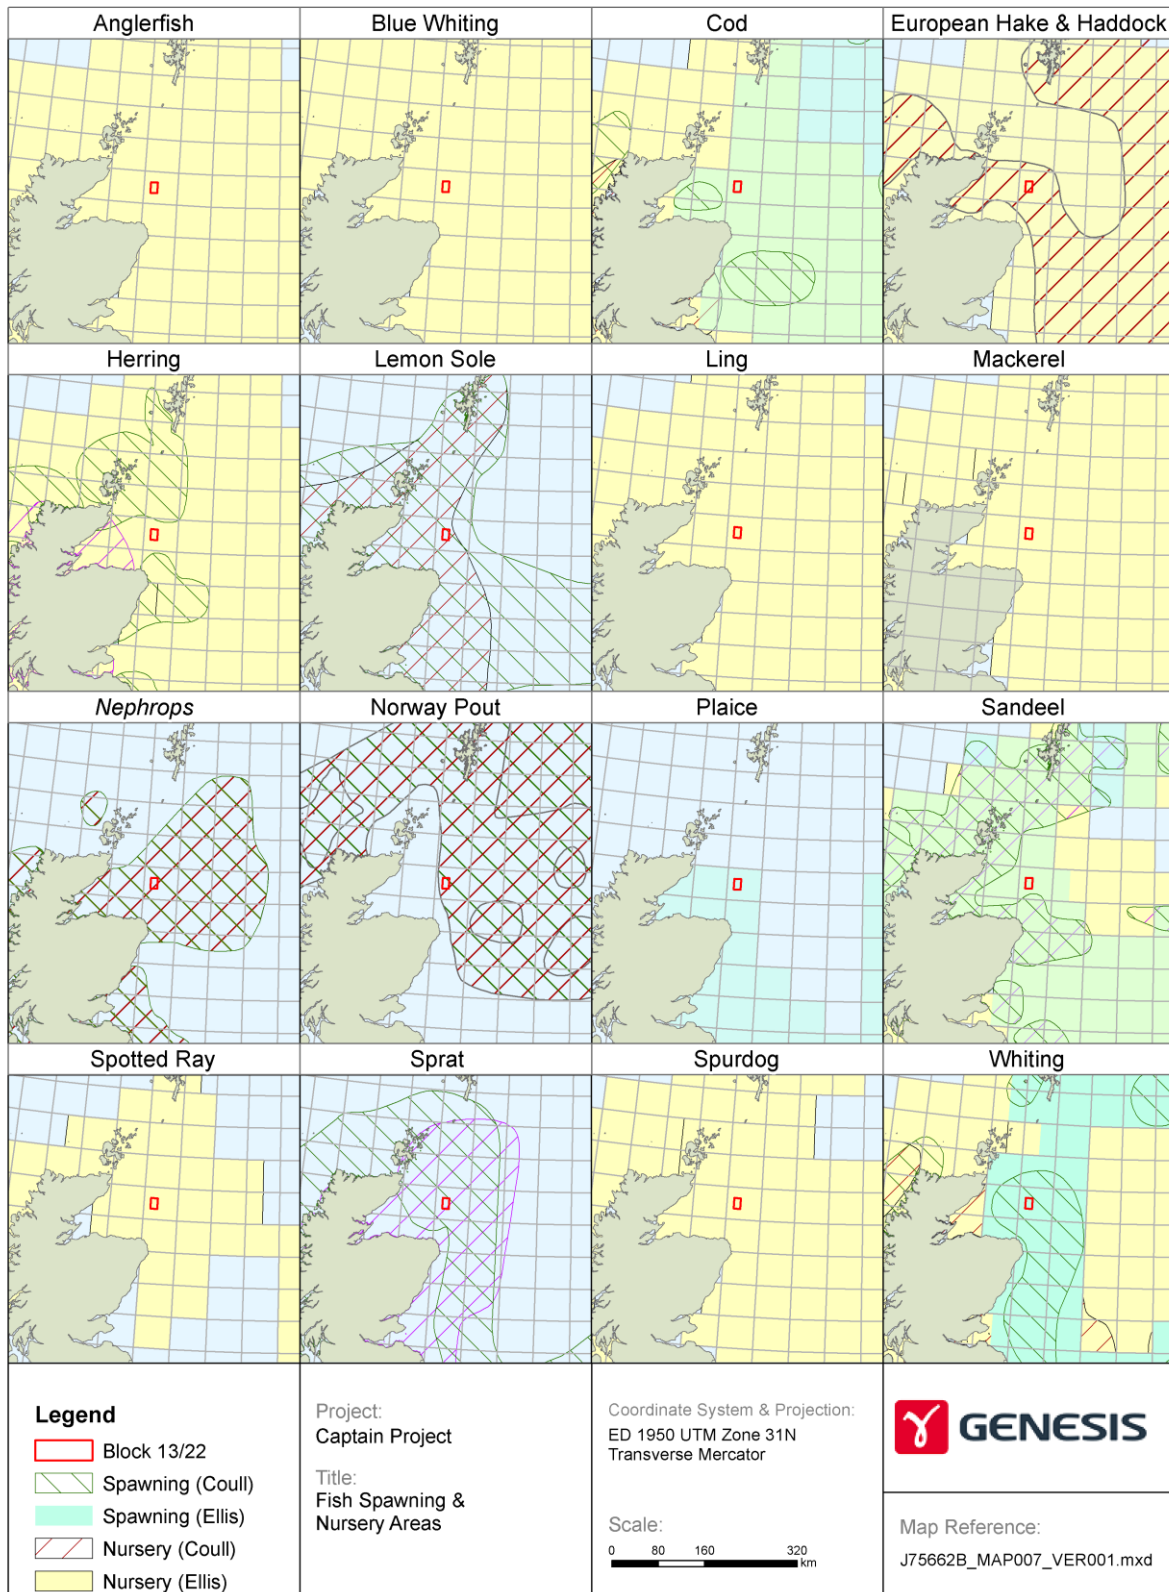 Anglerfish
Blue Whiting
Cod
European Hake & Haddock
Herring
Lemon Sole
Ling
Mackerel
Nephrops
Norway Pout
Plaice
Sandeel
Spotted Ray
Sprat
Spurdog
Whiting
Legend
Block 13/22
Spawning (Coull)
Spawning (Ellis)
Nursery (Coull)
Nursery (Ellis)
Project:
Captain Project
Title:
Fish Spawning &
Nursery Areas
Coordinate System & Projection:
ED 1950 UTM Zone 31N
Transverse Mercator
Scale:
0 80 160 320
km
GENESIS
Map Reference:
J75662B_MAP007_VER001.mxd